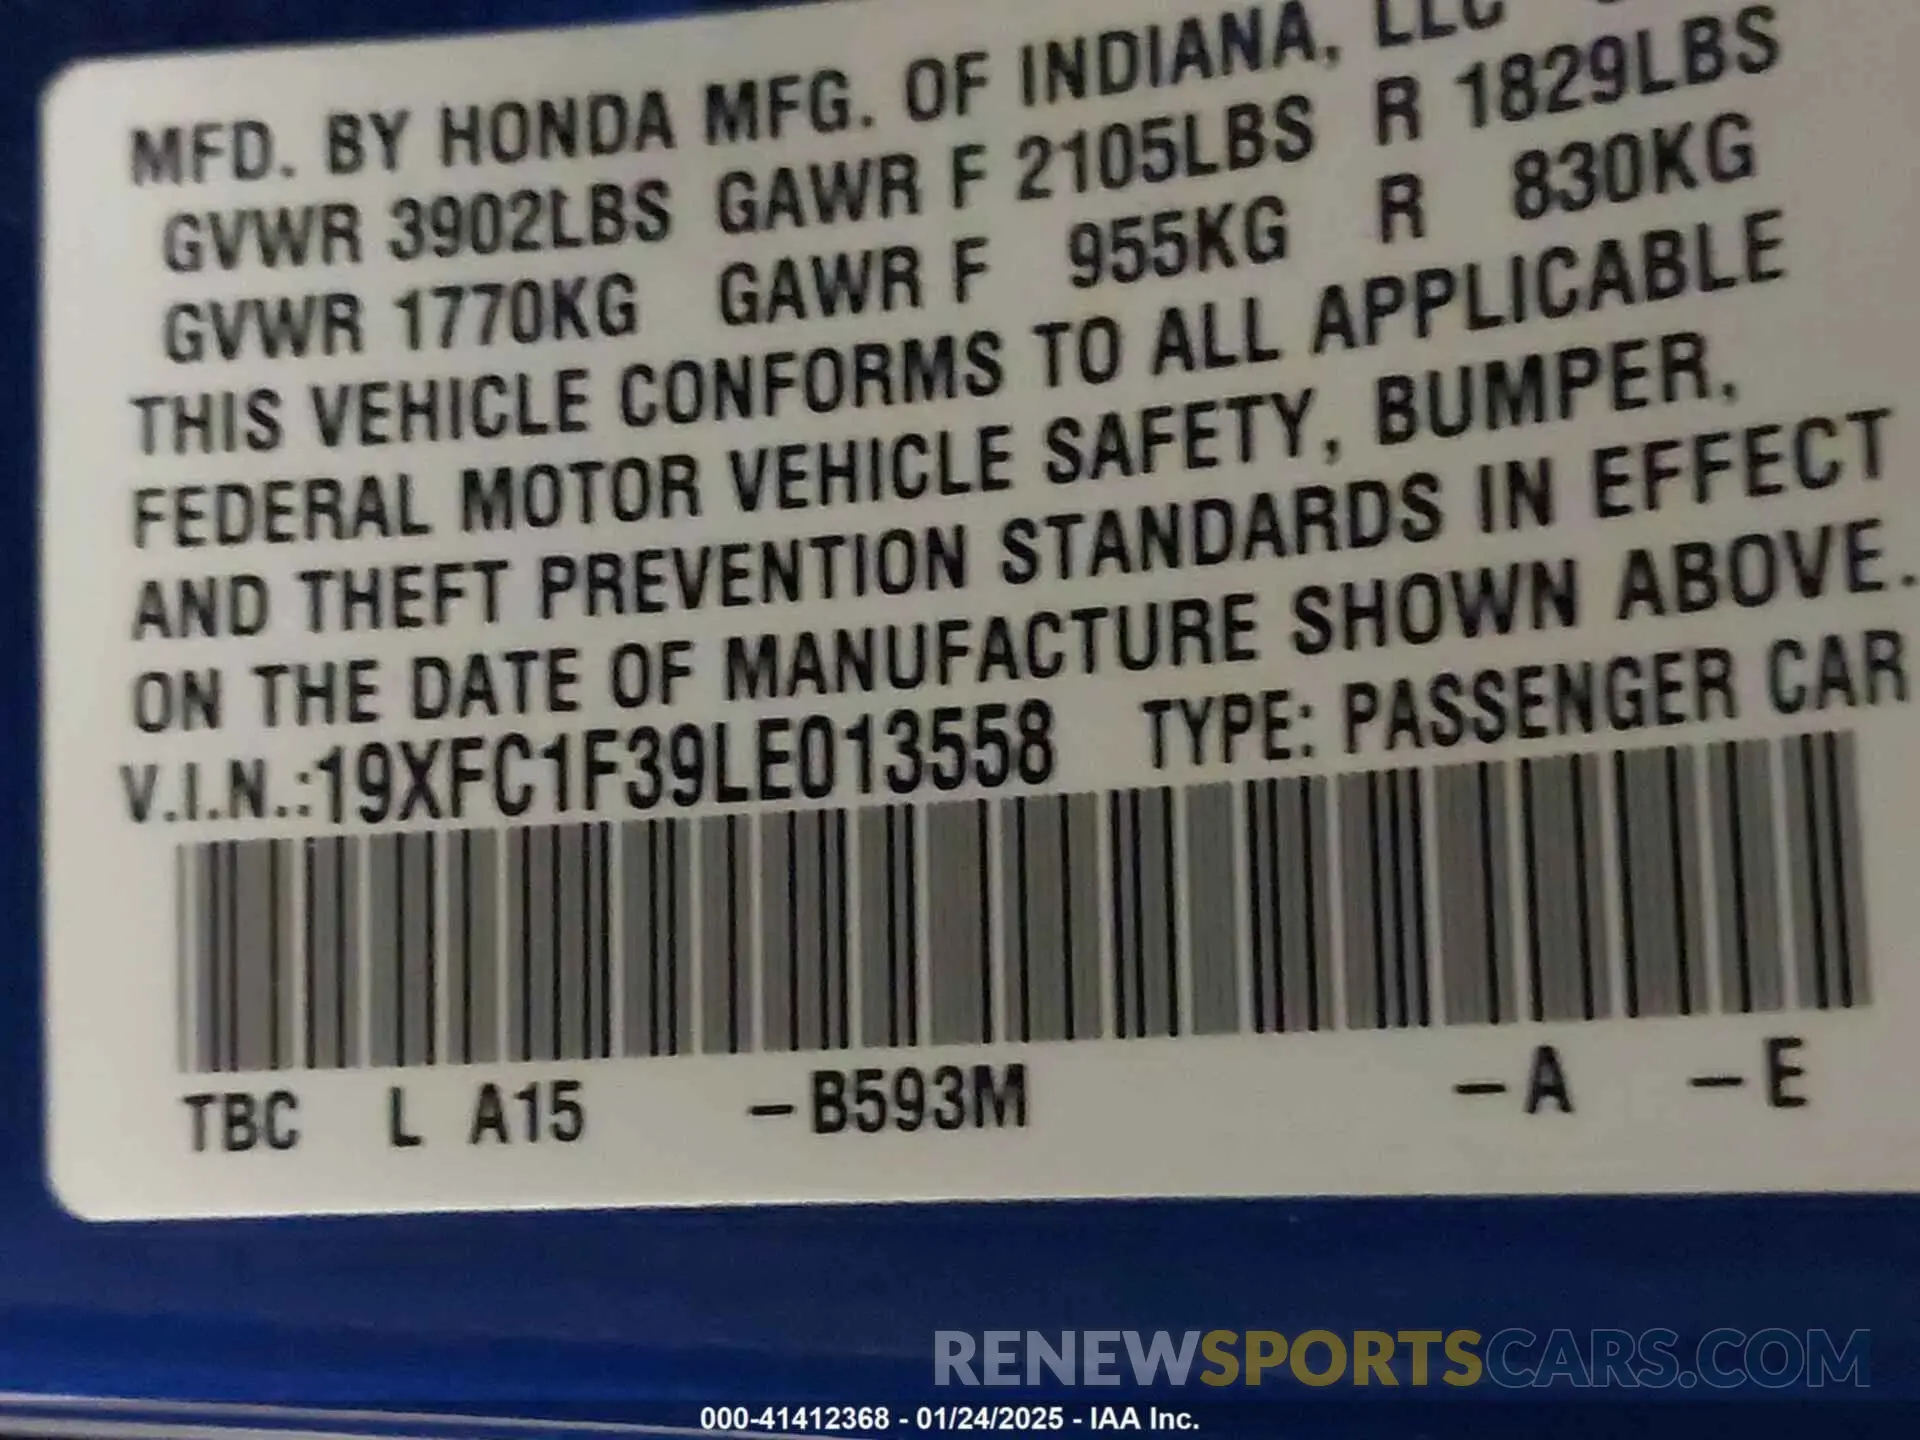 MFD. BY HONDA MFG. OF INDIANA, LLC
GVWR 3902LBS GAWR F 2105LBS R 1829LBS
GVWR 1770KG GAWR F 955KG R 830KG
THIS VEHICLE CONFORMS TO ALL APPLICABLE
FEDERAL MOTOR VEHICLE SAFETY, BUMPER,
AND THEFT PREVENTION STANDARDS IN EFFECT
ON THE DATE OF MANUFACTURE SHOWN ABOVE.
V.I.N.:19XFC1F39LE013558 TYPE: PASSENGER CAR
TBC L A15 -B593M -A -E
RENEWSPORTSCARS.COM
000-41412368 - 01/24/2025 - IAA Inc.